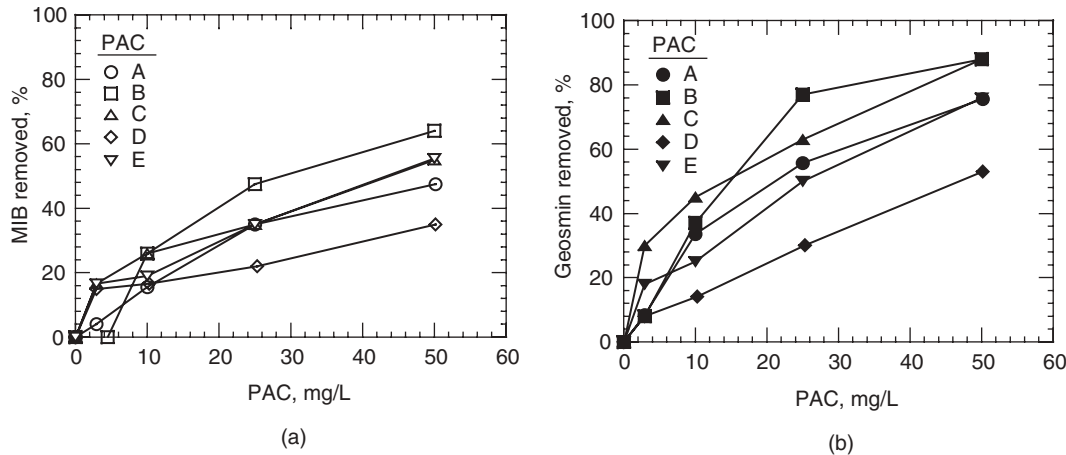 100
80
60
40
20
0
MIB removed, %
PAC
A
B
C
D
E
0 10 20 30 40 50 60
PAC, mg/L
(a)
100
80
60
40
20
0
Geosmin removed, %
PAC
A
B
C
D
E
0 10 20 30 40 50 60
PAC, mg/L
(b)